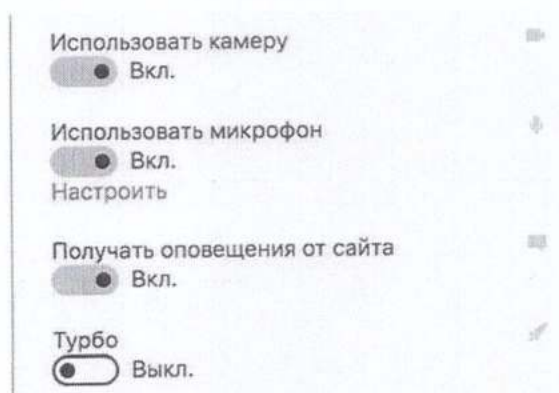 Использовать камеру
Вкл.
Использовать микрофон
Вкл.
Настроить
Получать оповещения от сайта
Вкл.
Турбо
Выкл.